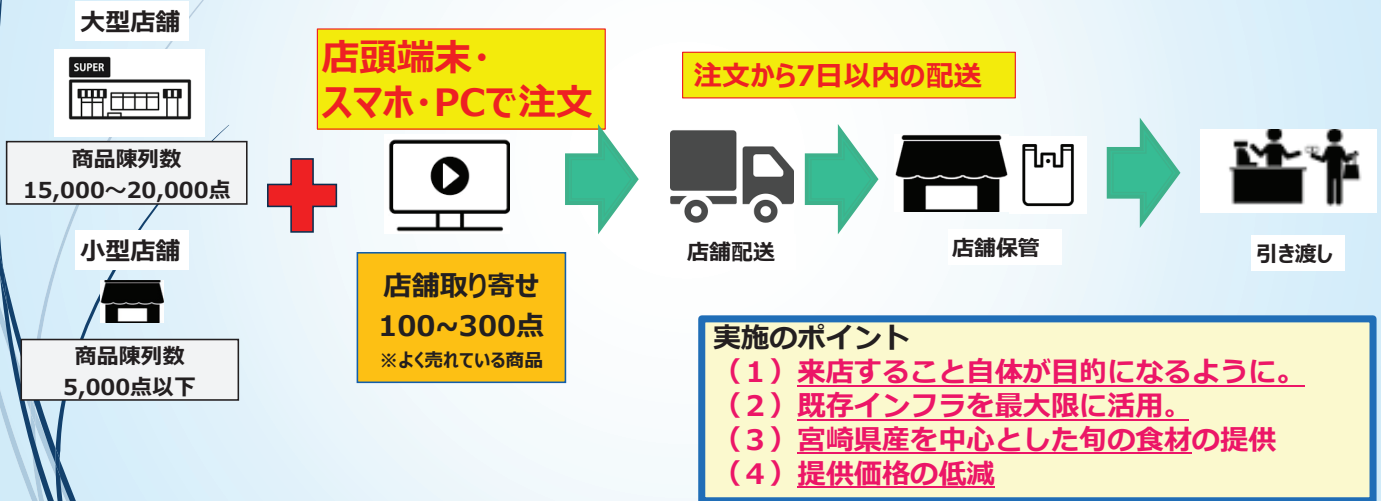 大型店舗
SUPER
商品陳列数
15,000～20,000点
小型店舗
商品陳列数
5,000点以下
店頭端末・
スマホ・PCで注文
店舗取り寄せ
100~300点
※よく売れている商品
注文から7日以内の配送
店舗配送
店舗保管
引き渡し
実施のポイント
（１）来店すること自体が目的になるように。
（２）既存インフラを最大限に活用。
（３）宮崎県産を中心とした旬の食材の提供
（４）提供価格の低減